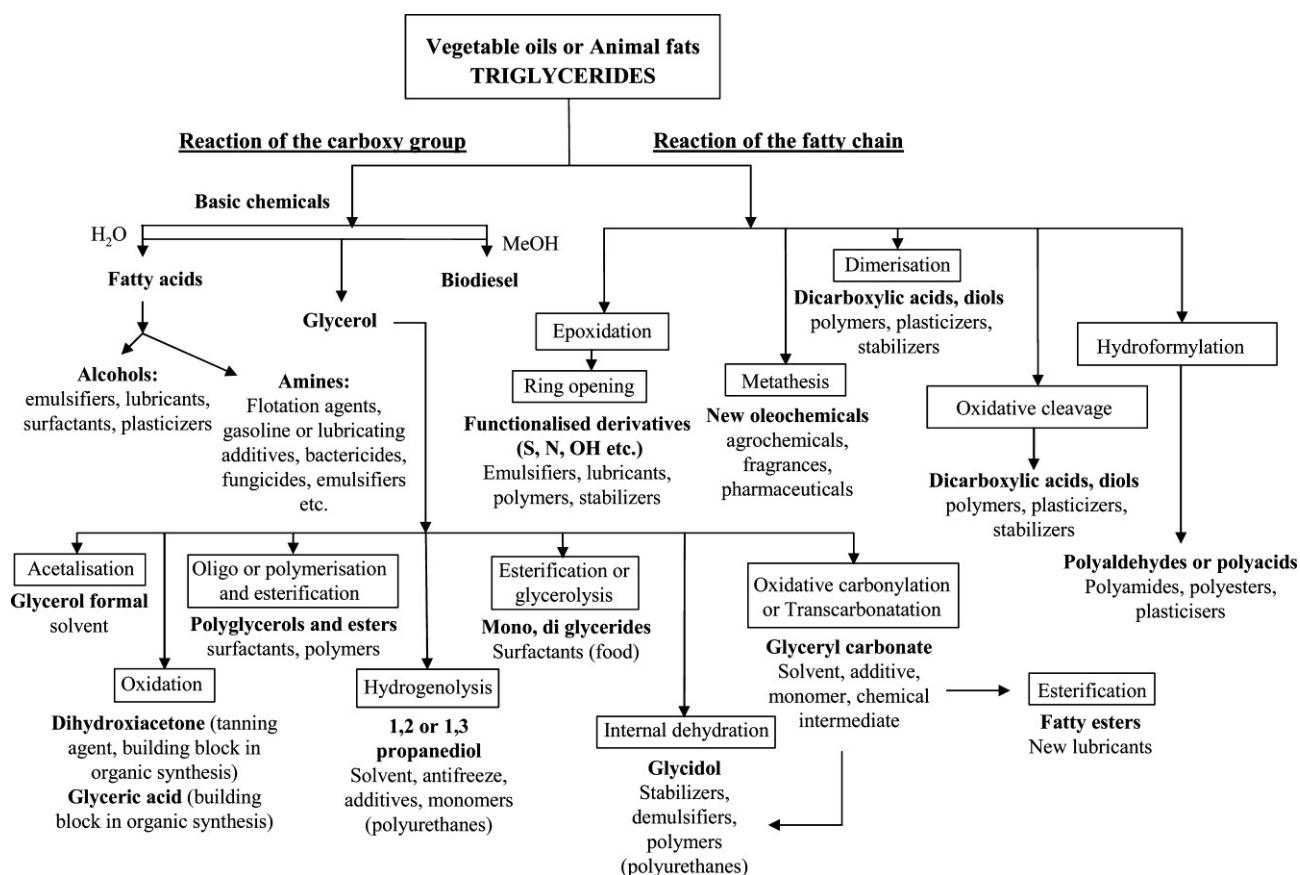 Vegetable oils or Animal fats
TRIGLYCERIDES
Reaction of the carboxy group
Reaction of the fatty chain
Basic chemicals
H₂O
MeOH
Fatty acids
Biodiesel
Glycerol
Alcohols:
emulsifiers, lubricants,
surfactants, plasticizers
Amines:
Flotation agents,
gasoline or lubricating
additives, bactericides,
fungicides, emulsifiers
etc.
Epoxidation
Ring opening
Functionalised derivatives
(S, N, OH etc.)
Emulsifiers, lubricants,
polymers, stabilizers
Metathesis
New oleochemicals
agrochemicals,
fragrances,
pharmaceuticals
Dimerisation
Dicarboxylic acids, diols
polymers, plasticizers,
stabilizers
Oxidative cleavage
Dicarboxylic acids, diols
polymers, plasticizers,
stabilizers
Hydroformylation
Polyaldehydes or polyacids
Polyamides, polyesters,
plasticisers
Acetalisation
Glycerol formal
solvent
Oxidation
Dihydroxiacetone (tanning
agent, building block in
organic synthesis)
Glyceric acid (building
block in organic synthesis)
Oligo or polymerisation
and esterification
Polyglycerols and esters
surfactants, polymers
Hydrogenolysis
1,2 or 1,3
propanediol
Solvent, antifreeze,
additives, monomers
(polyurethanes)
Esterification or
glycerolysis
Mono, di glycerides
Surfactants (food)
Internal dehydration
Glycidol
Stabilizers,
demulsifiers,
polymers
(polyurethanes)
Oxidative carbonylation
or Transcarbonatation
Glyceryl carbonate
Solvent, additive,
monomer, chemical
intermediate
Esterification
Fatty esters
New lubricants